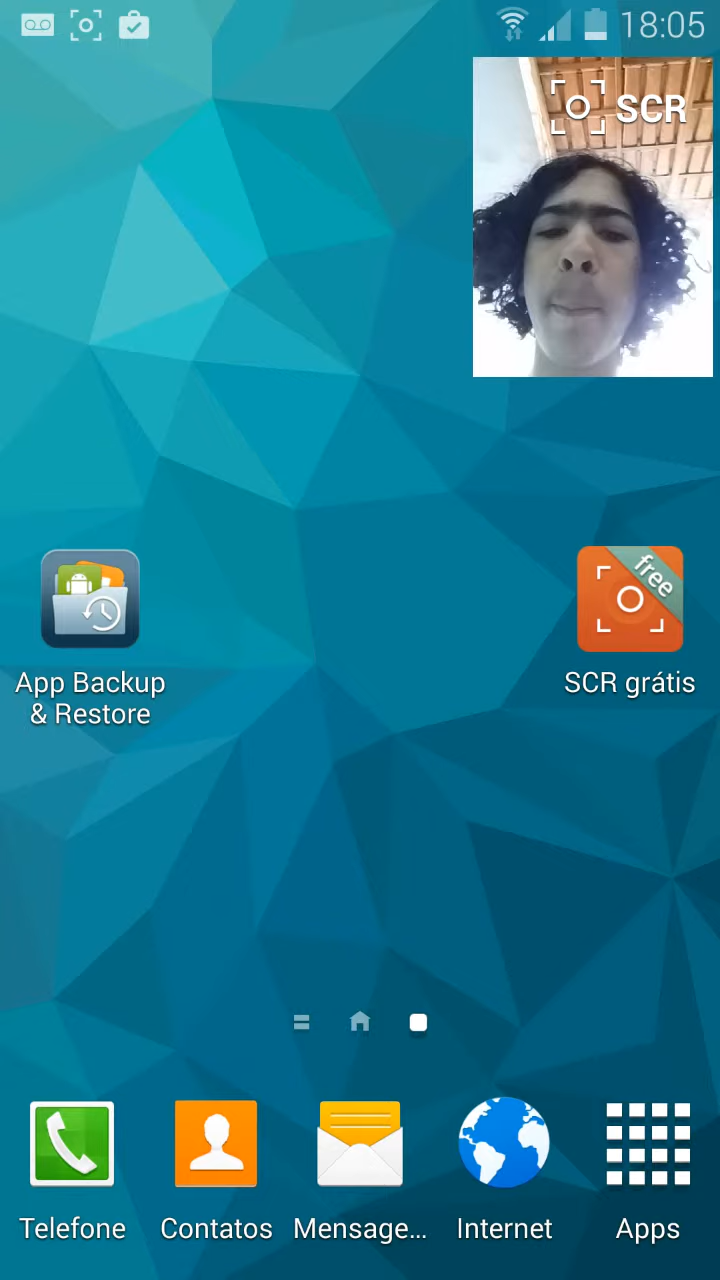 18:05
SCR
free
App Backup
& Restore
SCR grátis
Telefone
Contatos
Mensage...
Internet
Apps